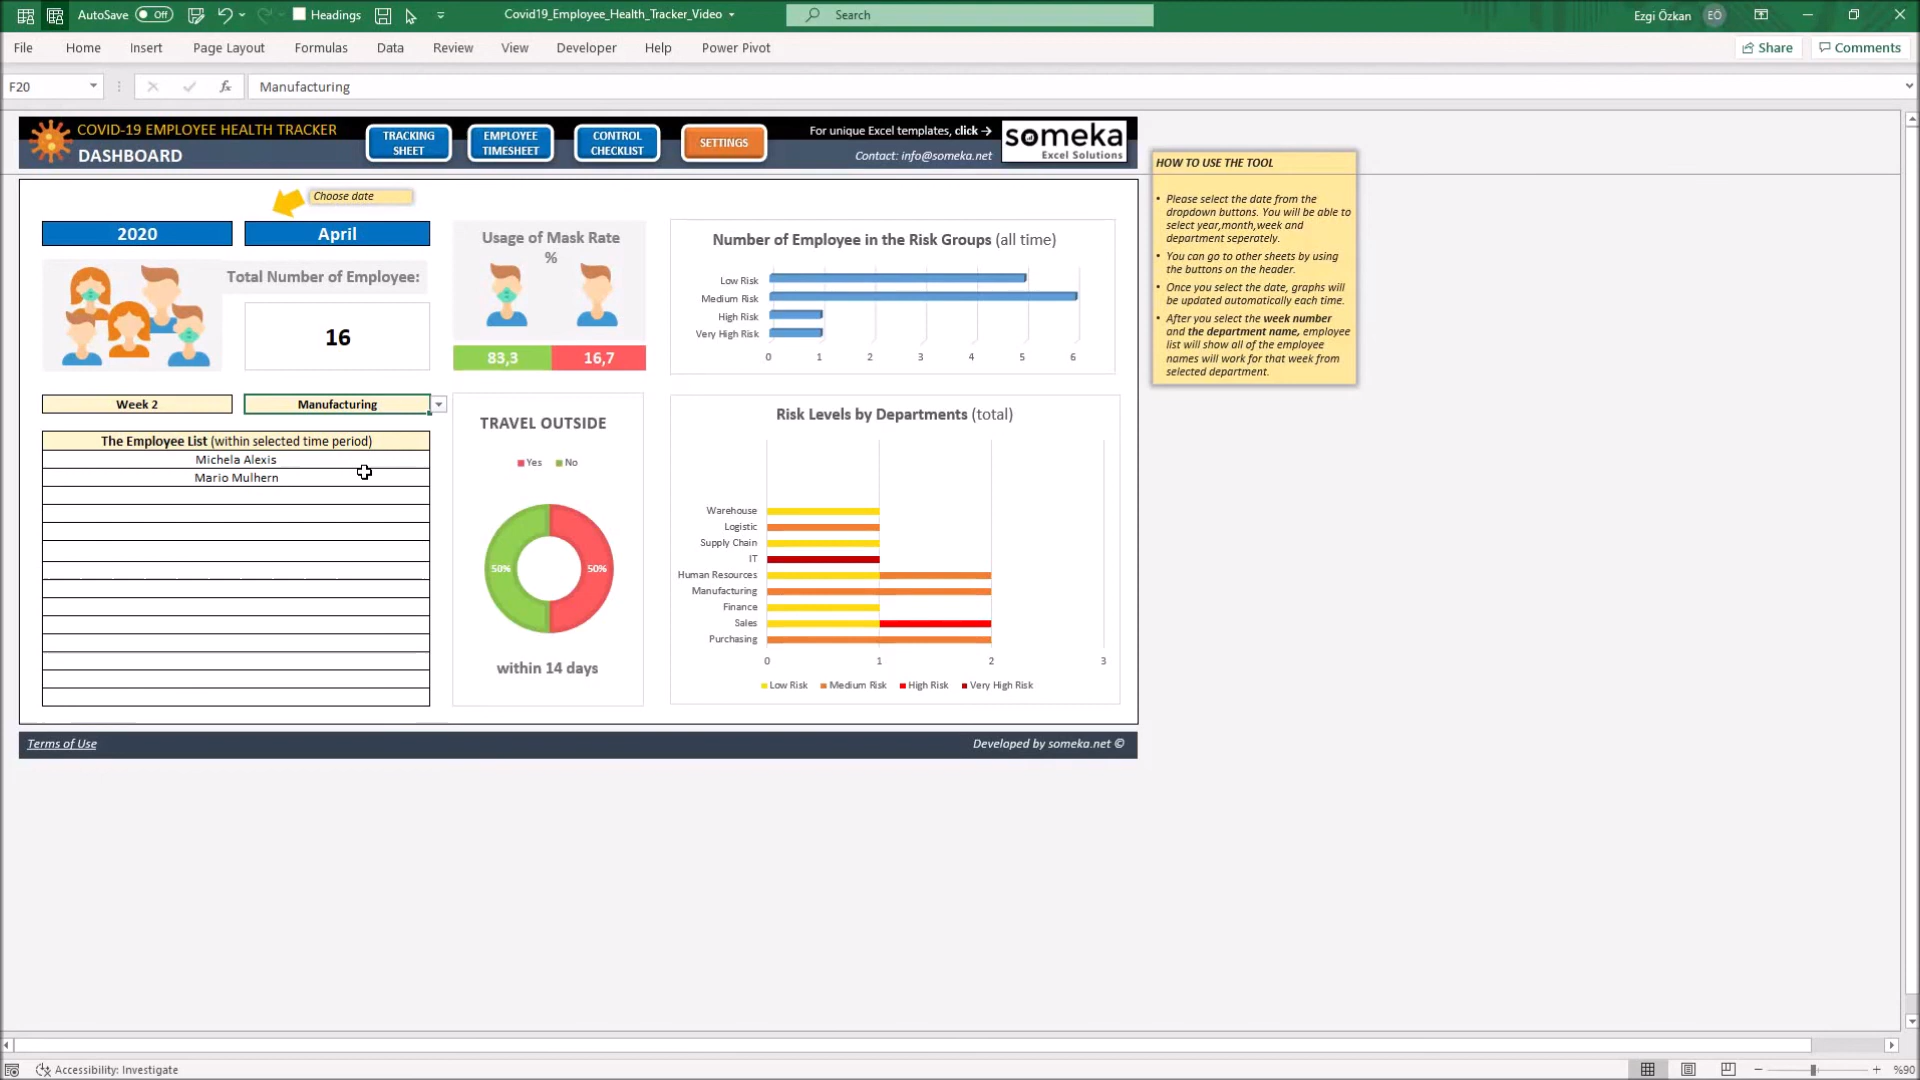 AutoSave Off Headings Covid19_Employee_Health_Tracker_Video Search Ezgi Özkan EÖ
File Home Insert Page Layout Formulas Data Review View Developer Help Power Pivot Share Comments
F20 fx Manufacturing
COVID-19 EMPLOYEE HEALTH TRACKER
DASHBOARD
TRACKING
SHEET
EMPLOYEE
TIMESHEET
CONTROL
CHECKLIST
SETTINGS
For unique Excel templates, click →
Contact: info@someka.net
someka
Excel Solutions
HOW TO USE THE TOOL
• Please select the date from the
dropdown buttons. You will be able to
select year,month,week and
department seperately.
• You can go to other sheets by using
the buttons on the header.
• Once you select the date, graphs will
be updated automatically each time.
• After you select the week number
and the department name, employee
list will show all of the employee
names will work for that week from
selected department.
Choose date
2020 April
Total Number of Employee:
16
Usage of Mask Rate
%
83,3 16,7
Number of Employee in the Risk Groups (all time)
Low Risk
Medium Risk
High Risk
Very High Risk
0 1 2 3 4 5 6
Week 2 Manufacturing
The Employee List (within selected time period)
Michela Alexis
Mario Mulhern
TRAVEL OUTSIDE
Yes No
50% 50%
within 14 days
Risk Levels by Departments (total)
Warehouse
Logistic
Supply Chain
IT
Human Resources
Manufacturing
Finance
Sales
Purchasing
0 1 2 3
Low Risk Medium Risk High Risk Very High Risk
Terms of Use Developed by someka.net ©
Accessibility: Investigate %90